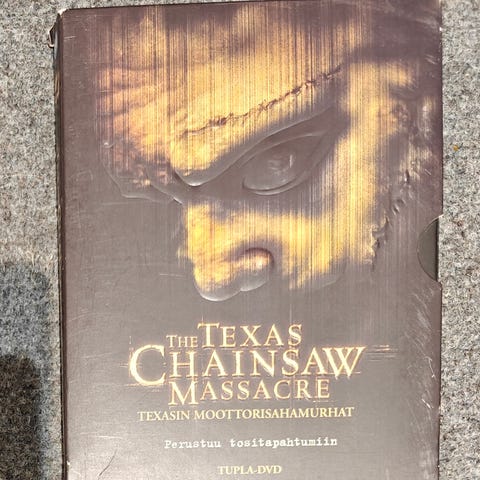 THE TEXAS
CHAINSAW
MASSACRE
TEXASIN MOOTTORISAHAMURHAT
Perustuu tositapahtumiin
TUPLA-DVD